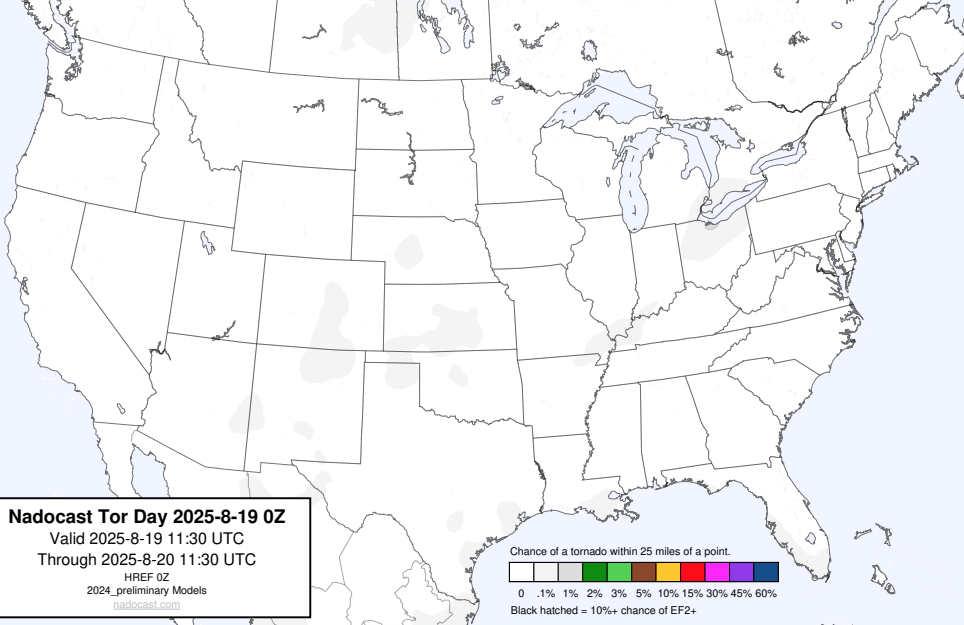 Nadocast Tor Day 2025-8-19 0Z
Valid 2025-8-19 11:30 UTC
Through 2025-8-20 11:30 UTC
HREF 0Z
2024_preliminary Models
nadocast.com
Chance of a tornado within 25 miles of a point.
0 .1% 1% 2% 3% 5% 10% 15% 30% 45% 60%
Black hatched = 10%+ chance of EF2+